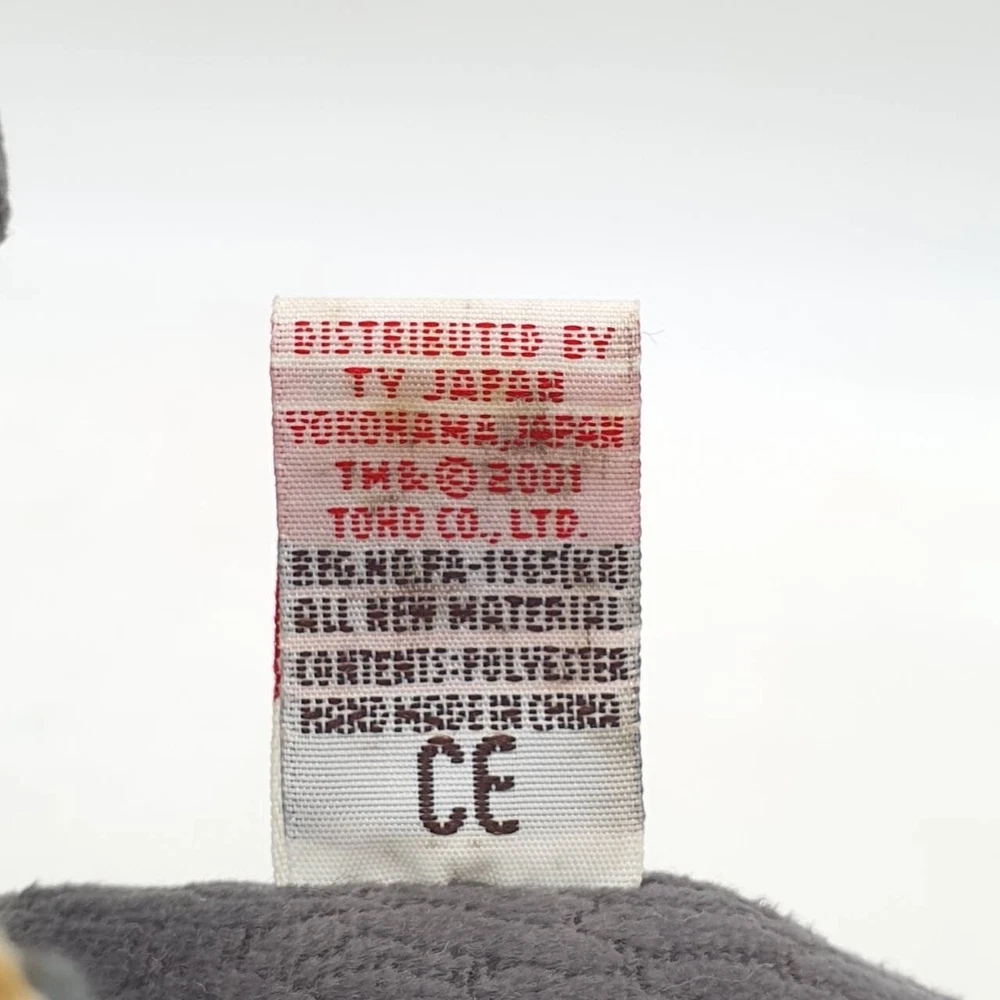 DISTRIBUTED BY
TY JAPAN
YOKOHAMA, JAPAN
TM & © 2001
TOHO CO., LTD.
REG.NO.PA-1965(KR)
ALL NEW MATERIAL
CONTENTS:POLYESTER
HAND MADE IN CHINA
CE